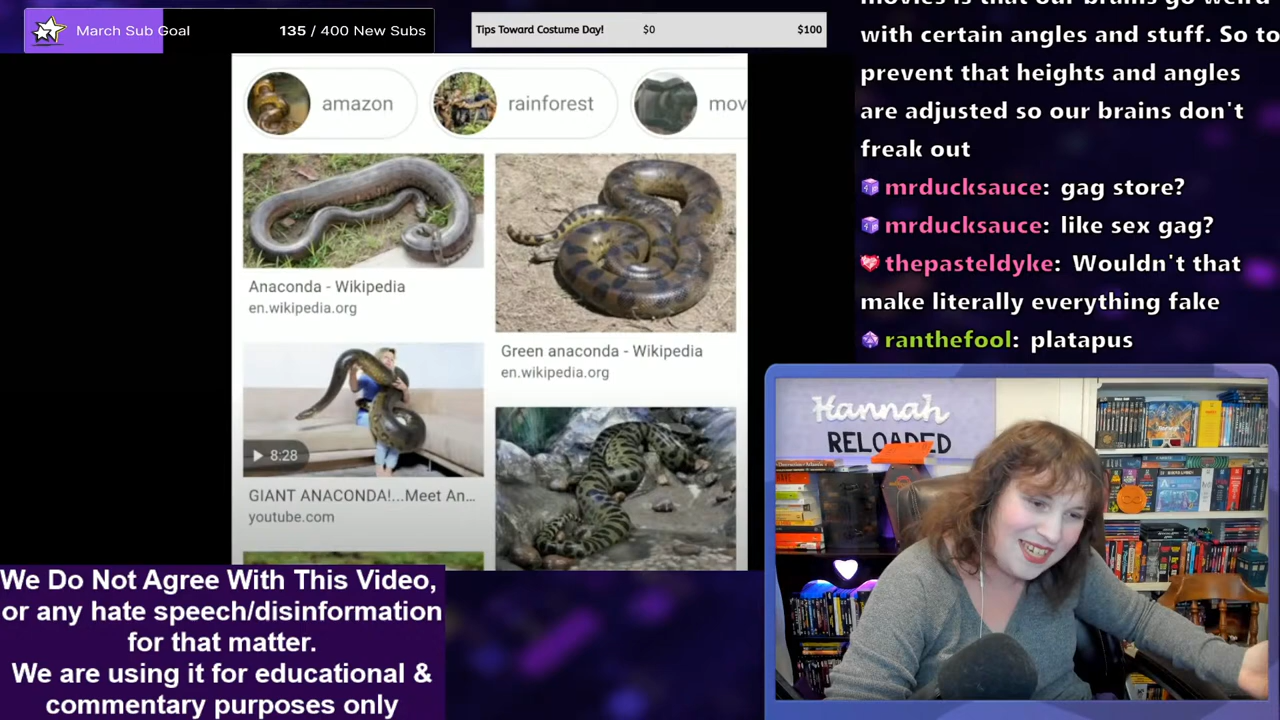 March Sub Goal 135 / 400 New Subs
Tips Toward Costume Day! $0 $100
amazon
rainforest
mov
Anaconda - Wikipedia
en.wikipedia.org
Green anaconda - Wikipedia
en.wikipedia.org
8:28
GIANT ANACONDA!...Meet An...
youtube.com
We Do Not Agree With This Video,
or any hate speech/disinformation
for that matter.
We are using it for educational &
commentary purposes only
movies is that our brains go weird
with certain angles and stuff. So to
prevent that heights and angles
are adjusted so our brains don't
freak out
mrducksauce: gag store?
mrducksauce: like sex gag?
thepasteldyke: Wouldn't that
make literally everything fake
ranthefool: platapus
Hannah
RELOADED